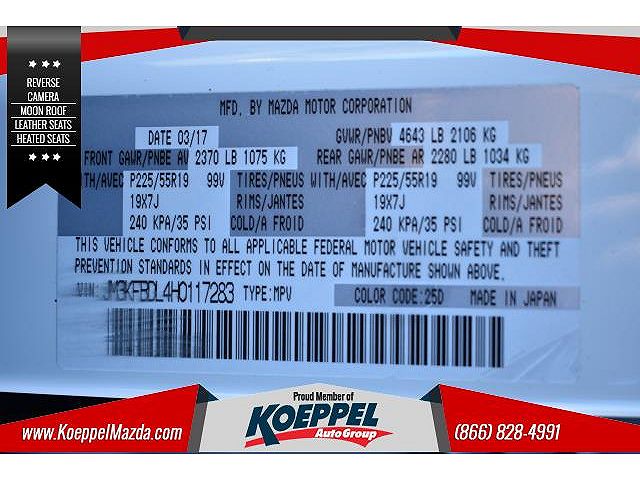 REVERSE
CAMERA
MOON ROOF
LEATHER SEATS
HEATED SEATS
MFD. BY MAZDA MOTOR CORPORATION
DATE 03/17 GVWR/PNBV 4643 LB 2106 KG
FRONT GAWR/PNBE AV 2370 LB 1075 KG REAR GAWR/PNBE AR 2280 LB 1034 KG
WITH/AVEC P225/55R19 99V TIRES/PNEUS WITH/AVEC P225/55R19 99V TIRES/PNEUS
19X7J RIMS/JANTES 19X7J RIMS/JANTES
240 KPA/35 PSI COLD/A FROID 240 KPA/35 PSI COLD/A FROID
THIS VEHICLE CONFORMS TO ALL APPLICABLE FEDERAL MOTOR VEHICLE SAFETY AND THEFT
PREVENTION STANDARDS IN EFFECT ON THE DATE OF MANUFACTURE SHOWN ABOVE.
VIN: JM3KFBDL4H0117283 TYPE:MPV COLOR CODE:25D MADE IN JAPAN
Proud Member of
KOEPPEL
Auto Group
www.KoeppelMazda.com
(866) 828-4991